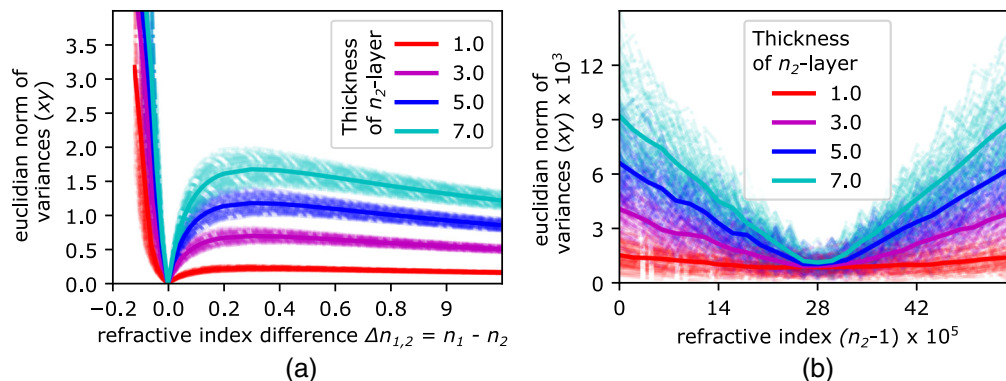 euclidian norm of
variances (xy)
3.5
3.0
2.5
2.0
1.5
1.0
0.5
0.0
Thickness
of n2-layer
1.0
3.0
5.0
7.0
−0.2
0.0
0.2
0.4
0.6
0.8
1.0
refractive index difference Δn1,2 = n1 - n2
(a)
euclidian norm of
variances (xy) x 10³
12
9
6
3
0
Thickness
of n2-layer
1.0
3.0
5.0
7.0
0
14
28
42
refractive index (n2-1) x 10⁵
(b)